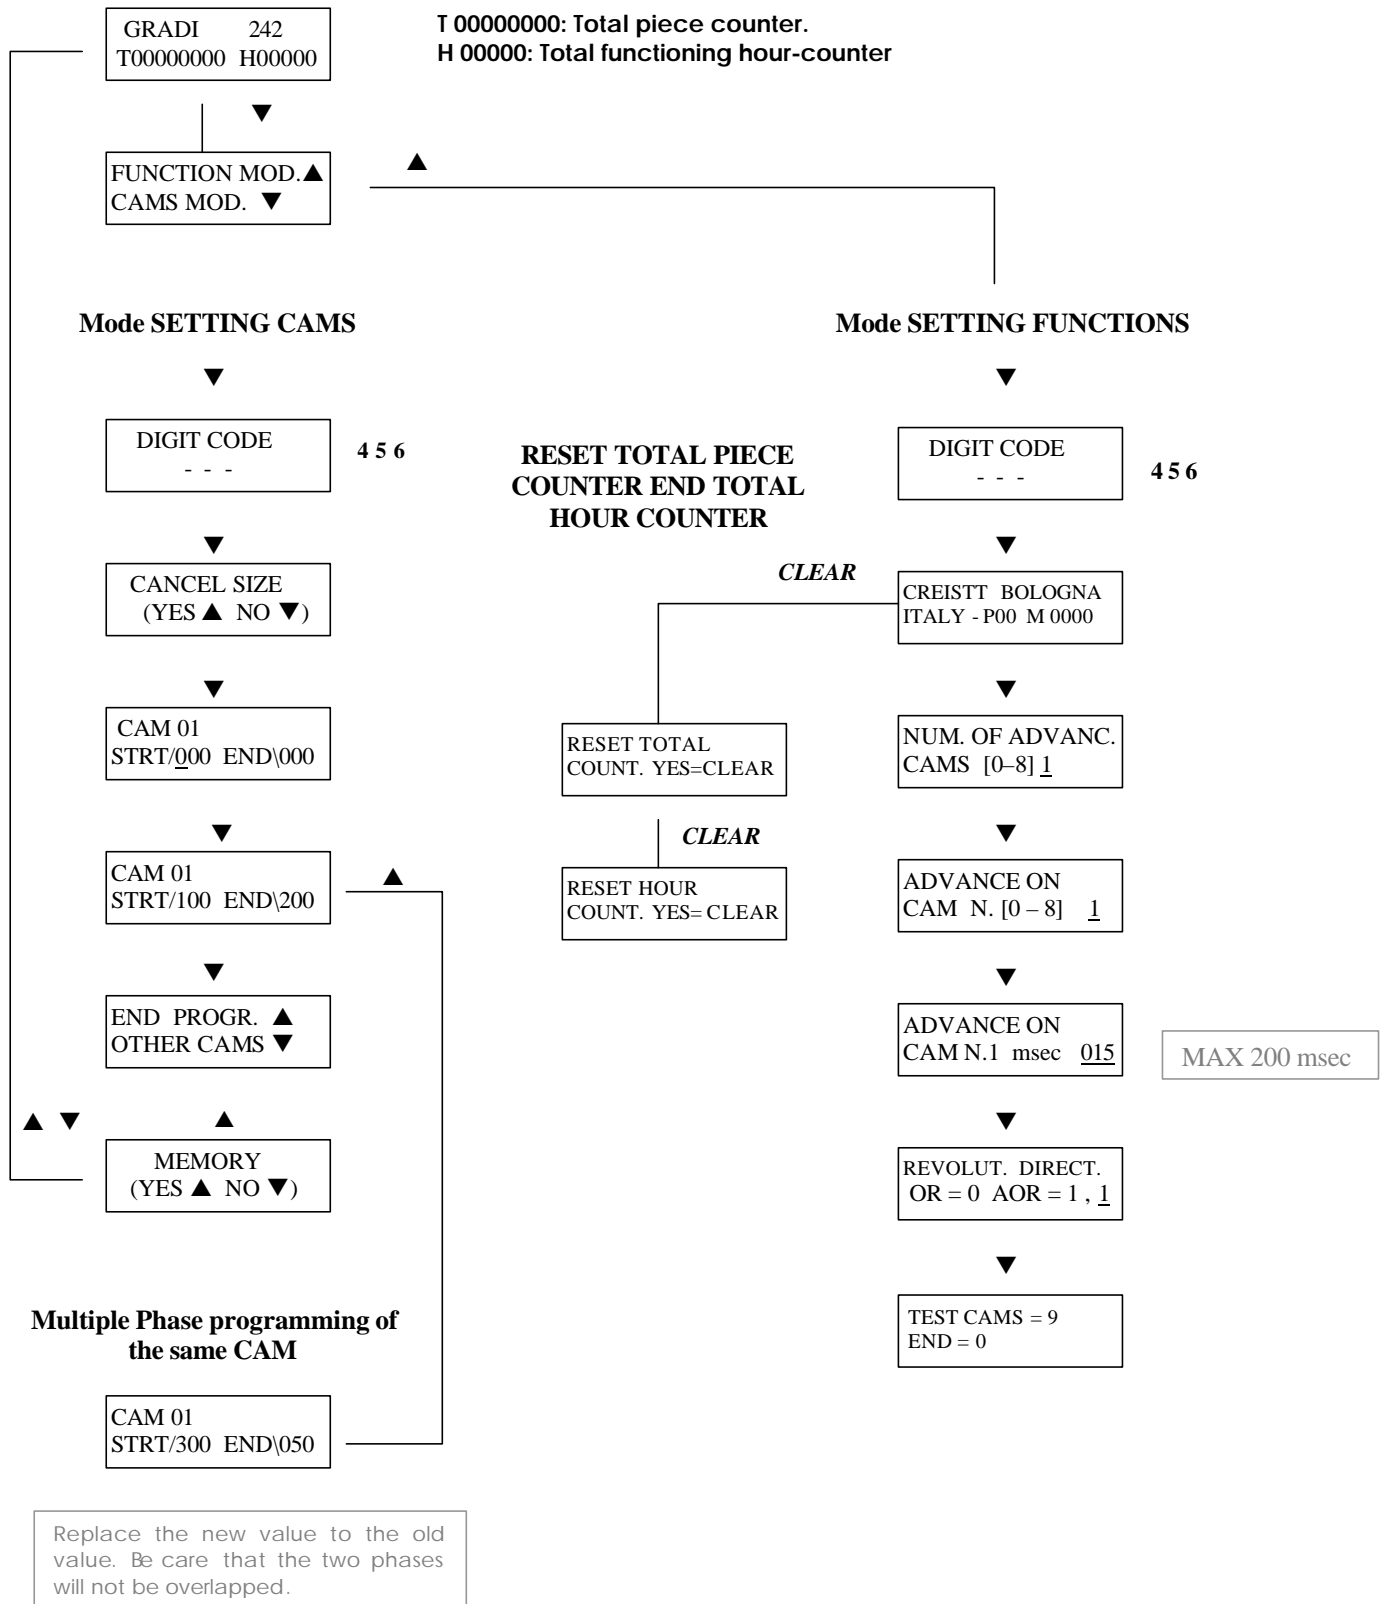 GRADI 242
T00000000 H00000
T 00000000: Total piece counter.
H 00000: Total functioning hour-counter
▼
FUNCTION MOD.▲
CAMS MOD. ▼
▲
Mode SETTING CAMS
▼
DIGIT CODE
- - -
4 5 6
▼
CANCEL SIZE
(YES ▲ NO ▼)
▼
CAM 01
STRT/000 END\000
▼
CAM 01
STRT/100 END\200
▲
▼
END PROGR. ▲
OTHER CAMS ▼
▲ ▼
▲
MEMORY
(YES ▲ NO ▼)
Multiple Phase programming of
the same CAM
CAM 01
STRT/300 END\050
Replace the new value to the old
value. Be care that the two phases
will not be overlapped.
RESET TOTAL PIECE
COUNTER END TOTAL
HOUR COUNTER
CLEAR
RESET TOTAL
COUNT. YES=CLEAR
CLEAR
RESET HOUR
COUNT. YES= CLEAR
Mode SETTING FUNCTIONS
▼
DIGIT CODE
- - -
4 5 6
▼
CREISTT BOLOGNA
ITALY - P00 M 0000
▼
NUM. OF ADVANC.
CAMS [0–8] 1
▼
ADVANCE ON
CAM N. [0 – 8] 1
▼
ADVANCE ON
CAM N.1 msec 015
MAX 200 msec
▼
REVOLUT. DIRECT.
OR = 0 AOR = 1 , 1
▼
TEST CAMS = 9
END = 0